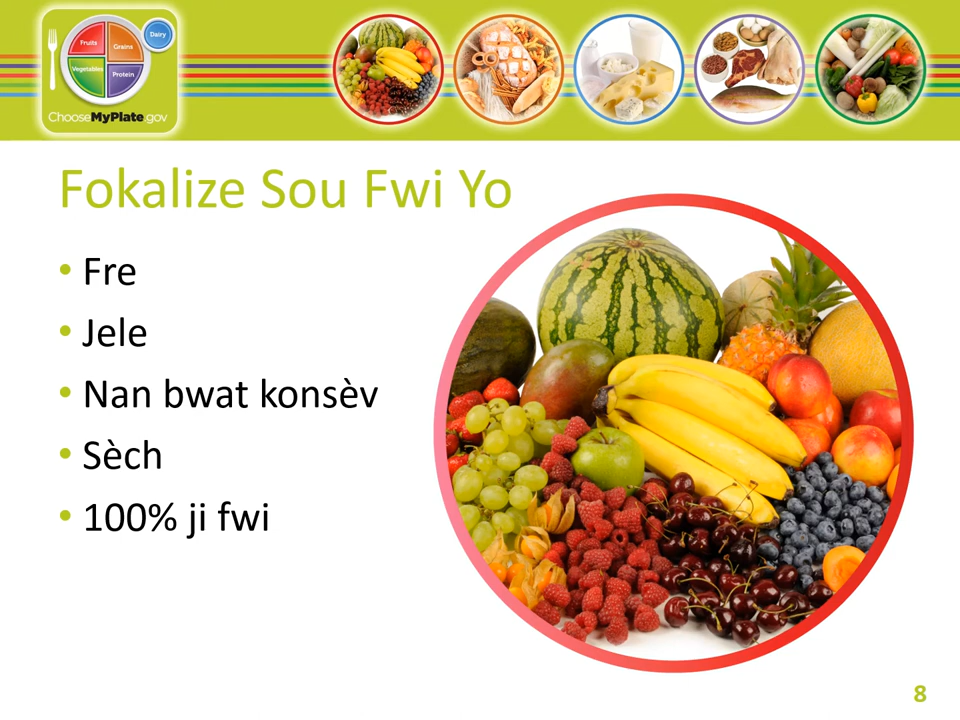 Fruits
Grains
Dairy
Vegetables
Protein
ChooseMyPlate.gov
Fokalize Sou Fwi Yo
• Fre
• Jele
• Nan bwat konsèv
• Sèch
• 100% ji fwi
8